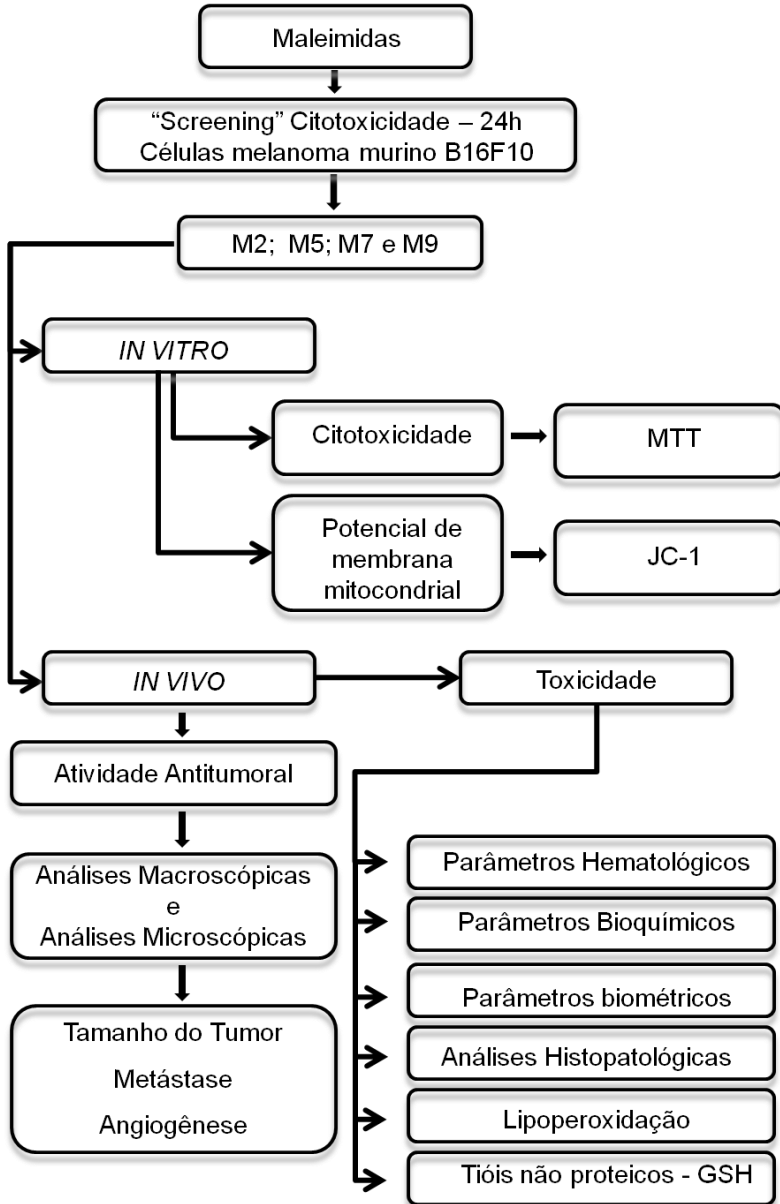 Maleimidas
“Screening” Citotoxicidade – 24h
Células melanoma murino B16F10
M2; M5; M7 e M9
IN VITRO
Citotoxicidade
MTT
Potencial de
membrana
mitocondrial
JC-1
IN VIVO
Toxicidade
Atividade Antitumoral
Análises Macroscópicas
e
Análises Microscópicas
Tamanho do Tumor
Metástase
Angiogênese
Parâmetros Hematológicos
Parâmetros Bioquímicos
Parâmetros biométricos
Análises Histopatológicas
Lipoperoxidação
Tióis não proteicos - GSH